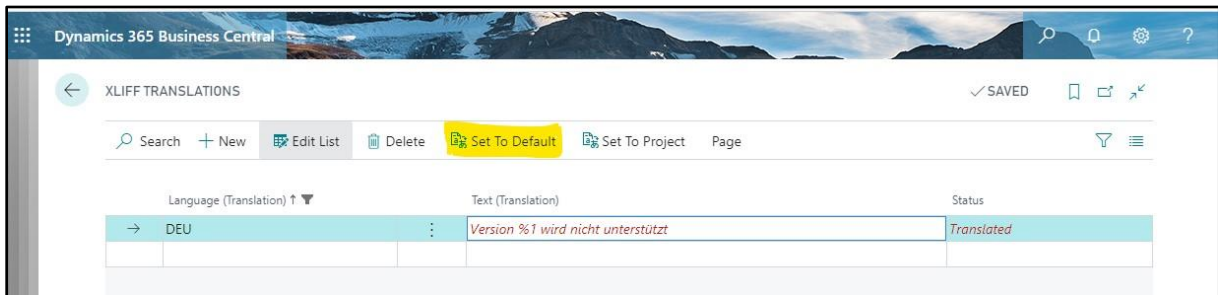 Dynamics 365 Business Central
?
XLIFF TRANSLATIONS
✓ SAVED
Search + New Edit List Delete Set To Default Set To Project Page
Language (Translation) ↑ Text (Translation) Status
→ DEU Version %1 wird nicht unterstützt Translated